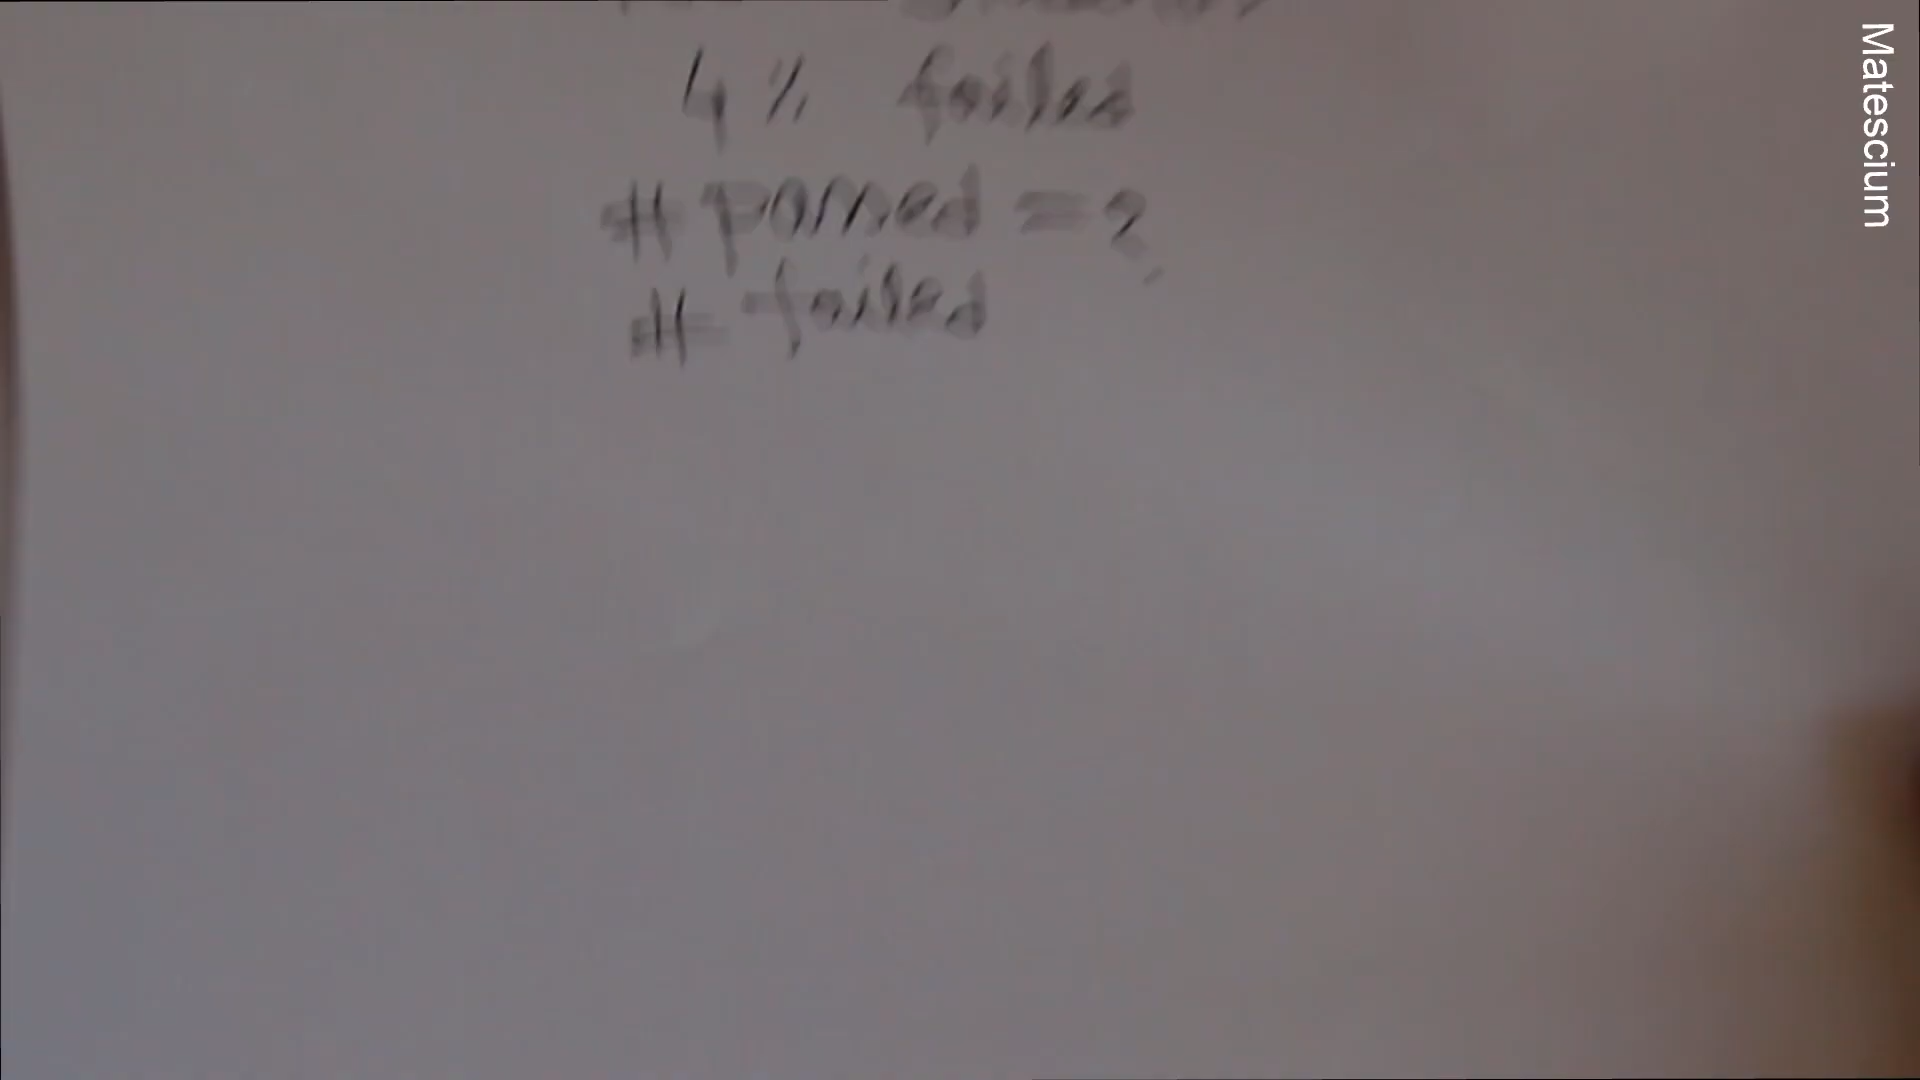 4% failed
# passed = ?
# failed
Matescium